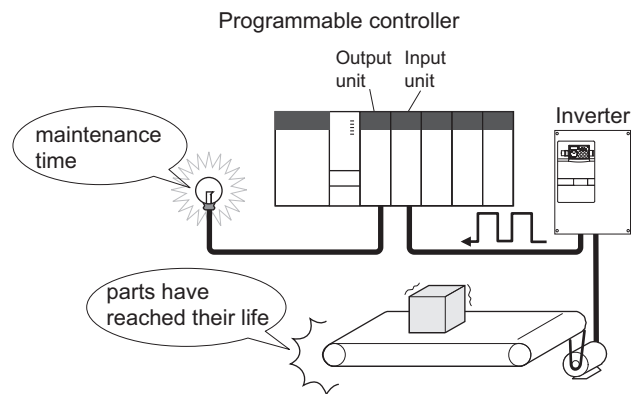 Programmable controller
Output Input
unit unit
Inverter
maintenance
time
parts have
reached their life